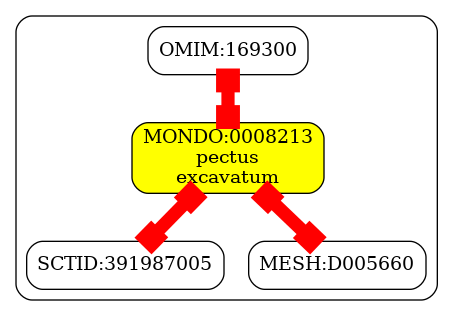 OMIM:169300
MONDO:0008213
pectus
excavatum
SCTID:391987005
MESH:D005660